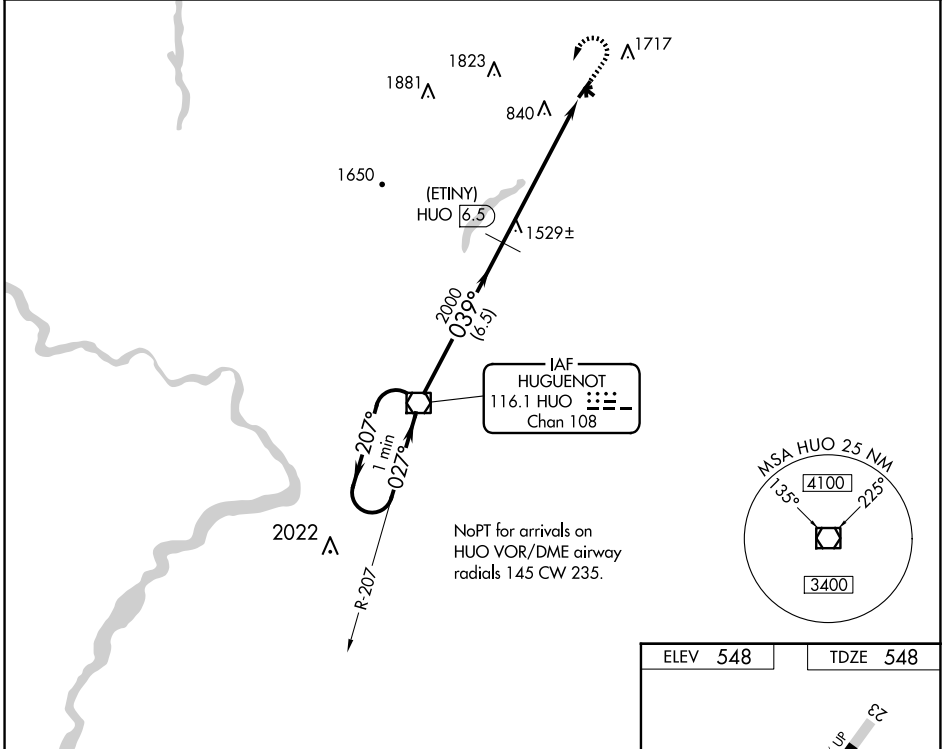 1717
1823
1881
840
1650
(ETINY)
HUO 6.5
1529±
2000
039°
(6.5)
IAF
HUGUENOT
116.1 HUO
Chan 108
207°
1 min
027°
MSA HUO 25 NM
135°
4100
225°
3400
NoPT for arrivals on
HUO VOR/DME airway
radials 145 CW 235.
2022
R-207
ELEV 548
TDZE 548
23
UP